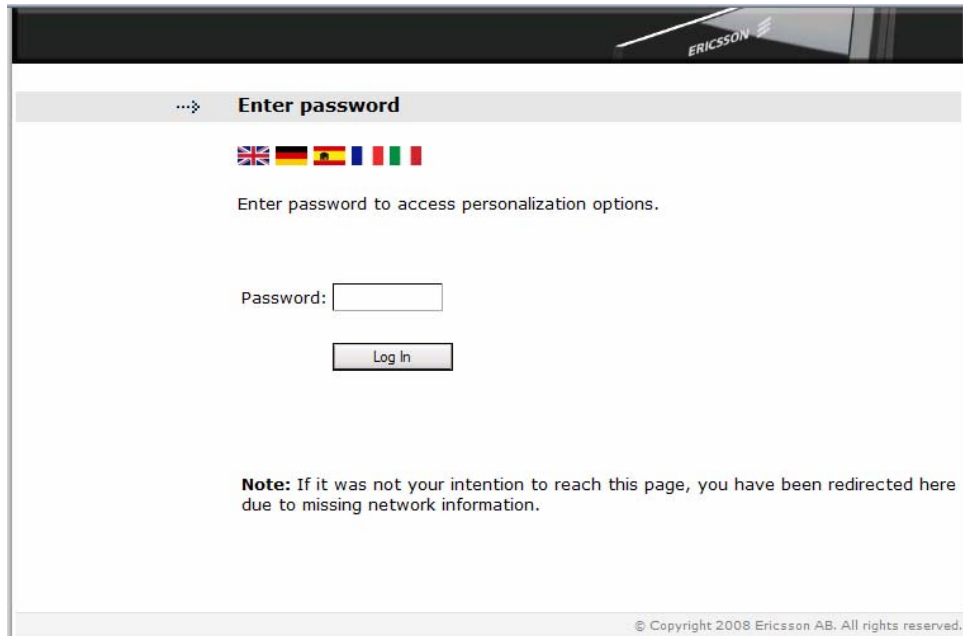 ERICSSON
Enter password
Enter password to access personalization options.
Password:
Log In
Note: If it was not your intention to reach this page, you have been redirected here
due to missing network information.
© Copyright 2008 Ericsson AB. All rights reserved.